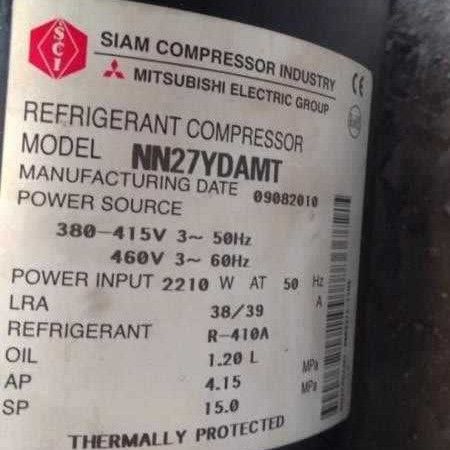 SCI
SIAM COMPRESSOR INDUSTRY
MITSUBISHI ELECTRIC GROUP
CE
REFRIGERANT COMPRESSOR
MODEL NN27YDAMT
MANUFACTURING DATE 09082010
POWER SOURCE
380-415V 3~ 50Hz
460V 3~ 60Hz
POWER INPUT 2210 W AT 50 Hz
LRA 38/39 A
REFRIGERANT R-410A
OIL 1.20 L
AP 4.15 MPa
SP 15.0 MPa
THERMALLY PROTECTED